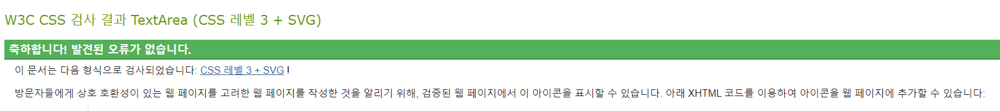 W3C CSS 검사 결과 TextArea (CSS 레벨 3 + SVG)
축하합니다! 발견된 오류가 없습니다.
이 문서는 다음 형식으로 검사되었습니다: CSS 레벨 3 + SVG !
방문자들에게 상호 호환성이 있는 웹 페이지를 고려한 웹 페이지를 작성한 것을 알리기 위해, 검증된 웹 페이지에서 이 아이콘을 표시할 수 있습니다. 아래 XHTML 코드를 이용하여 아이콘을 웹 페이지에 추가할 수 있습니다: